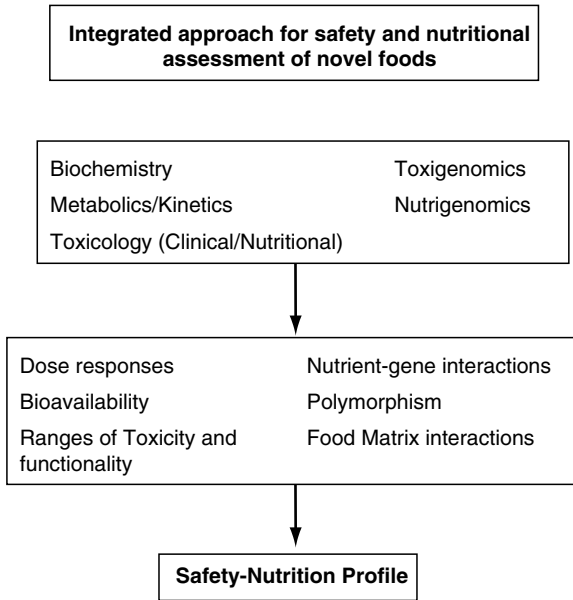 Integrated approach for safety and nutritional
assessment of novel foods
Biochemistry
Metabolics/Kinetics
Toxicology (Clinical/Nutritional)
Toxigenomics
Nutrigenomics
Dose responses
Bioavailability
Ranges of Toxicity and
functionality
Nutrient-gene interactions
Polymorphism
Food Matrix interactions
Safety-Nutrition Profile